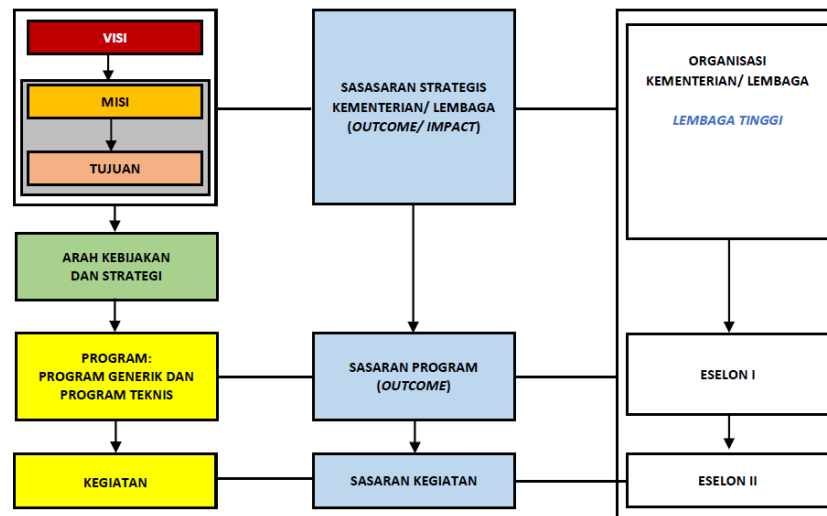 VISI
MISI
TUJUAN
ARAH KEBIJAKAN
DAN STRATEGI
PROGRAM:
PROGRAM GENERIK DAN
PROGRAM TEKNIS
KEGIATAN
SASASARAN STRATEGIS
KEMENTERIAN/ LEMBAGA
(OUTCOME/ IMPACT)
SASARAN PROGRAM
(OUTCOME)
SASARAN KEGIATAN
ORGANISASI
KEMENTERIAN/ LEMBAGA
LEMBAGA TINGGI
ESELON I
ESELON II